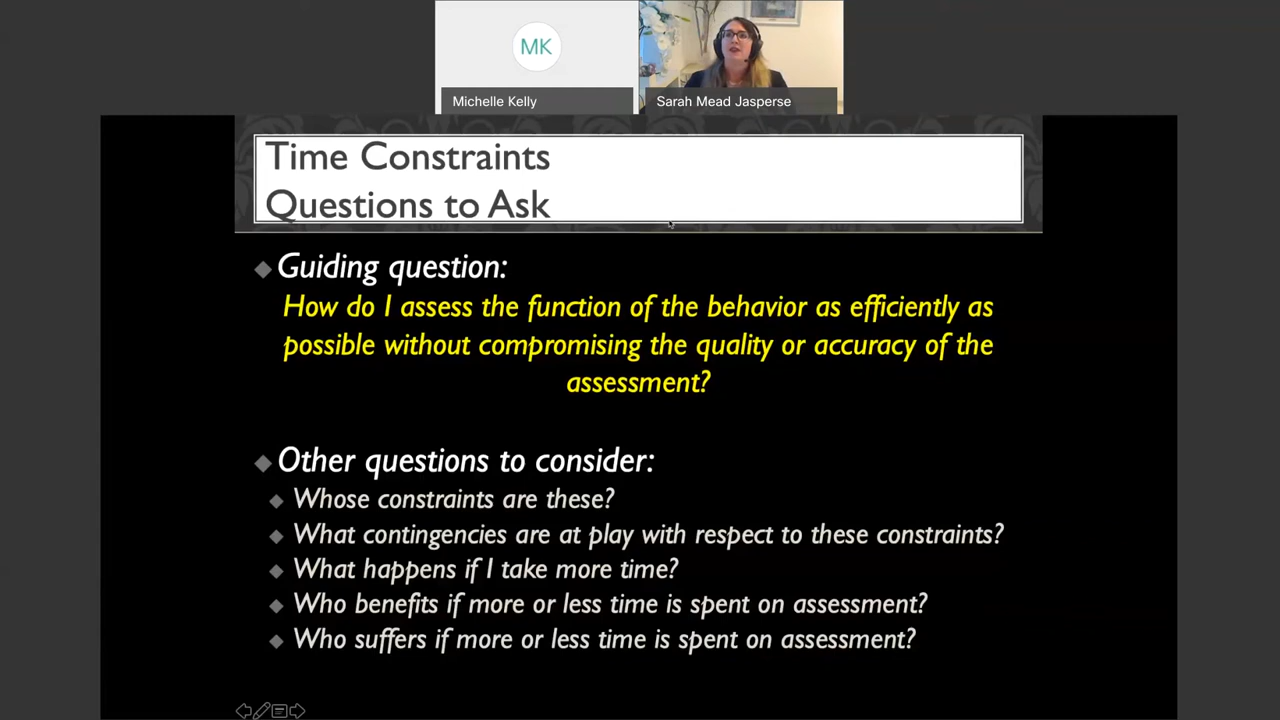 MK
Michelle Kelly
Sarah Mead Jasperse
Time Constraints
Questions to Ask
Guiding question:
How do I assess the function of the behavior as efficiently as
possible without compromising the quality or accuracy of the
assessment?
Other questions to consider:
Whose constraints are these?
What contingencies are at play with respect to these constraints?
What happens if I take more time?
Who benefits if more or less time is spent on assessment?
Who suffers if more or less time is spent on assessment?